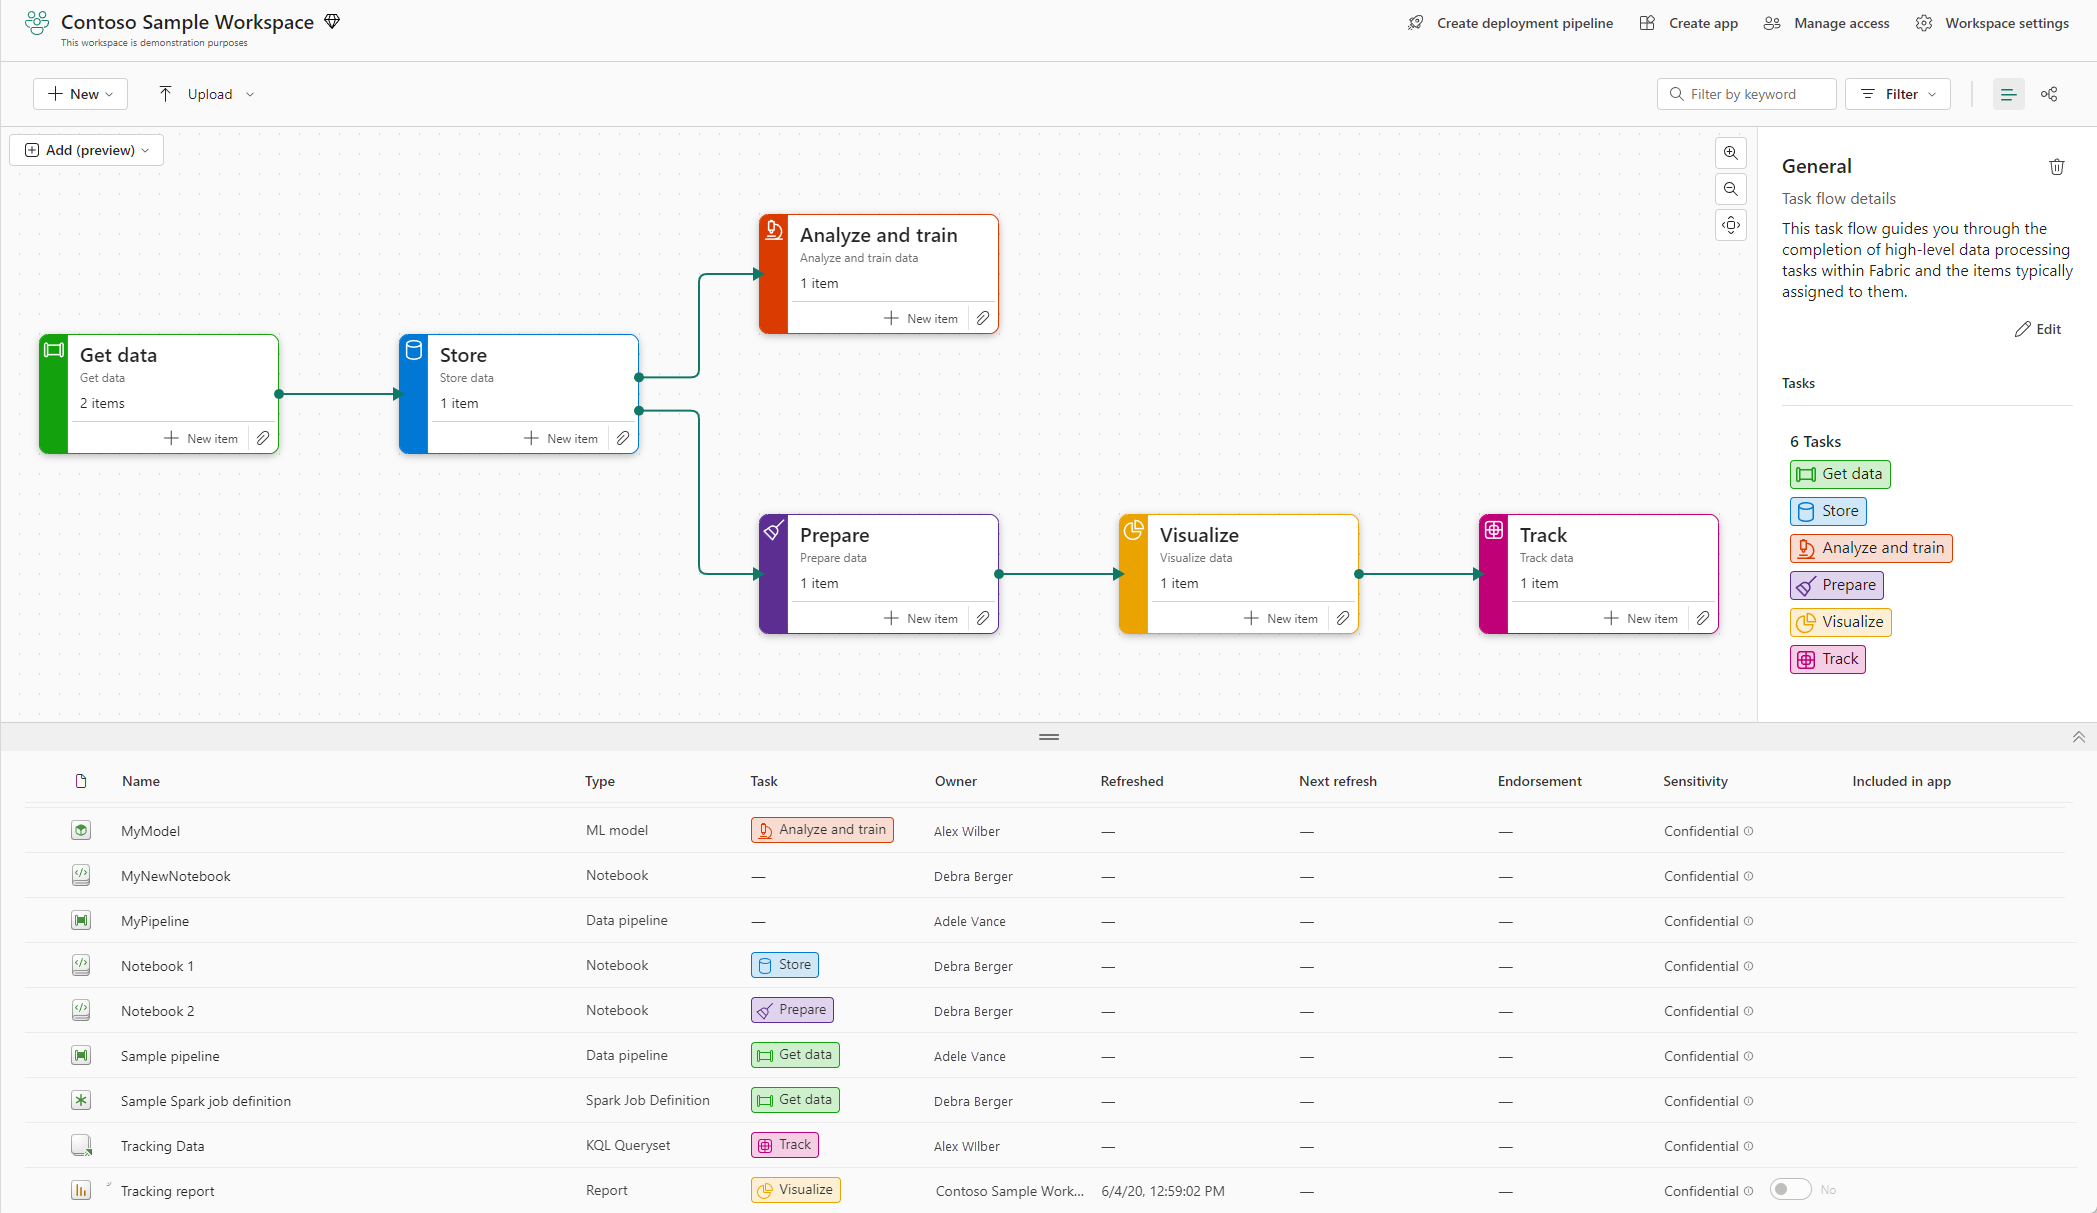 Contoso Sample Workspace
This workspace is demonstration purposes
Create deployment pipeline
Create app
Manage access
Workspace settings
New
Upload
Filter by keyword
Filter
Add (preview)
Analyze and train
Analyze and train data
1 item
New item
Get data
Get data
2 items
New item
Store
Store data
1 item
New item
Prepare
Prepare data
1 item
New item
Visualize
Visualize data
1 item
New item
Track
Track data
1 item
New item
General
Task flow details
This task flow guides you through the
completion of high-level data processing
tasks within Fabric and the items typically
assigned to them.
Edit
Tasks
6 Tasks
Get data
Store
Analyze and train
Prepare
Visualize
Track
Name Type Task Owner Refreshed Next refresh Endorsement Sensitivity Included in app
MyModel ML model Analyze and train Alex Wilber — — — Confidential
MyNewNotebook Notebook — Debra Berger — — — Confidential
MyPipeline Data pipeline — Adele Vance — — — Confidential
Notebook 1 Notebook Store Debra Berger — — — Confidential
Notebook 2 Notebook Prepare Debra Berger — — — Confidential
Sample pipeline Data pipeline Get data Adele Vance — — — Confidential
Sample Spark job definition Spark Job Definition Get data Debra Berger — — — Confidential
Tracking Data KQL Queryset Track Alex WIlber — — — Confidential
Tracking report Report Visualize Contoso Sample Work... 6/4/20, 12:59:02 PM — — Confidential No